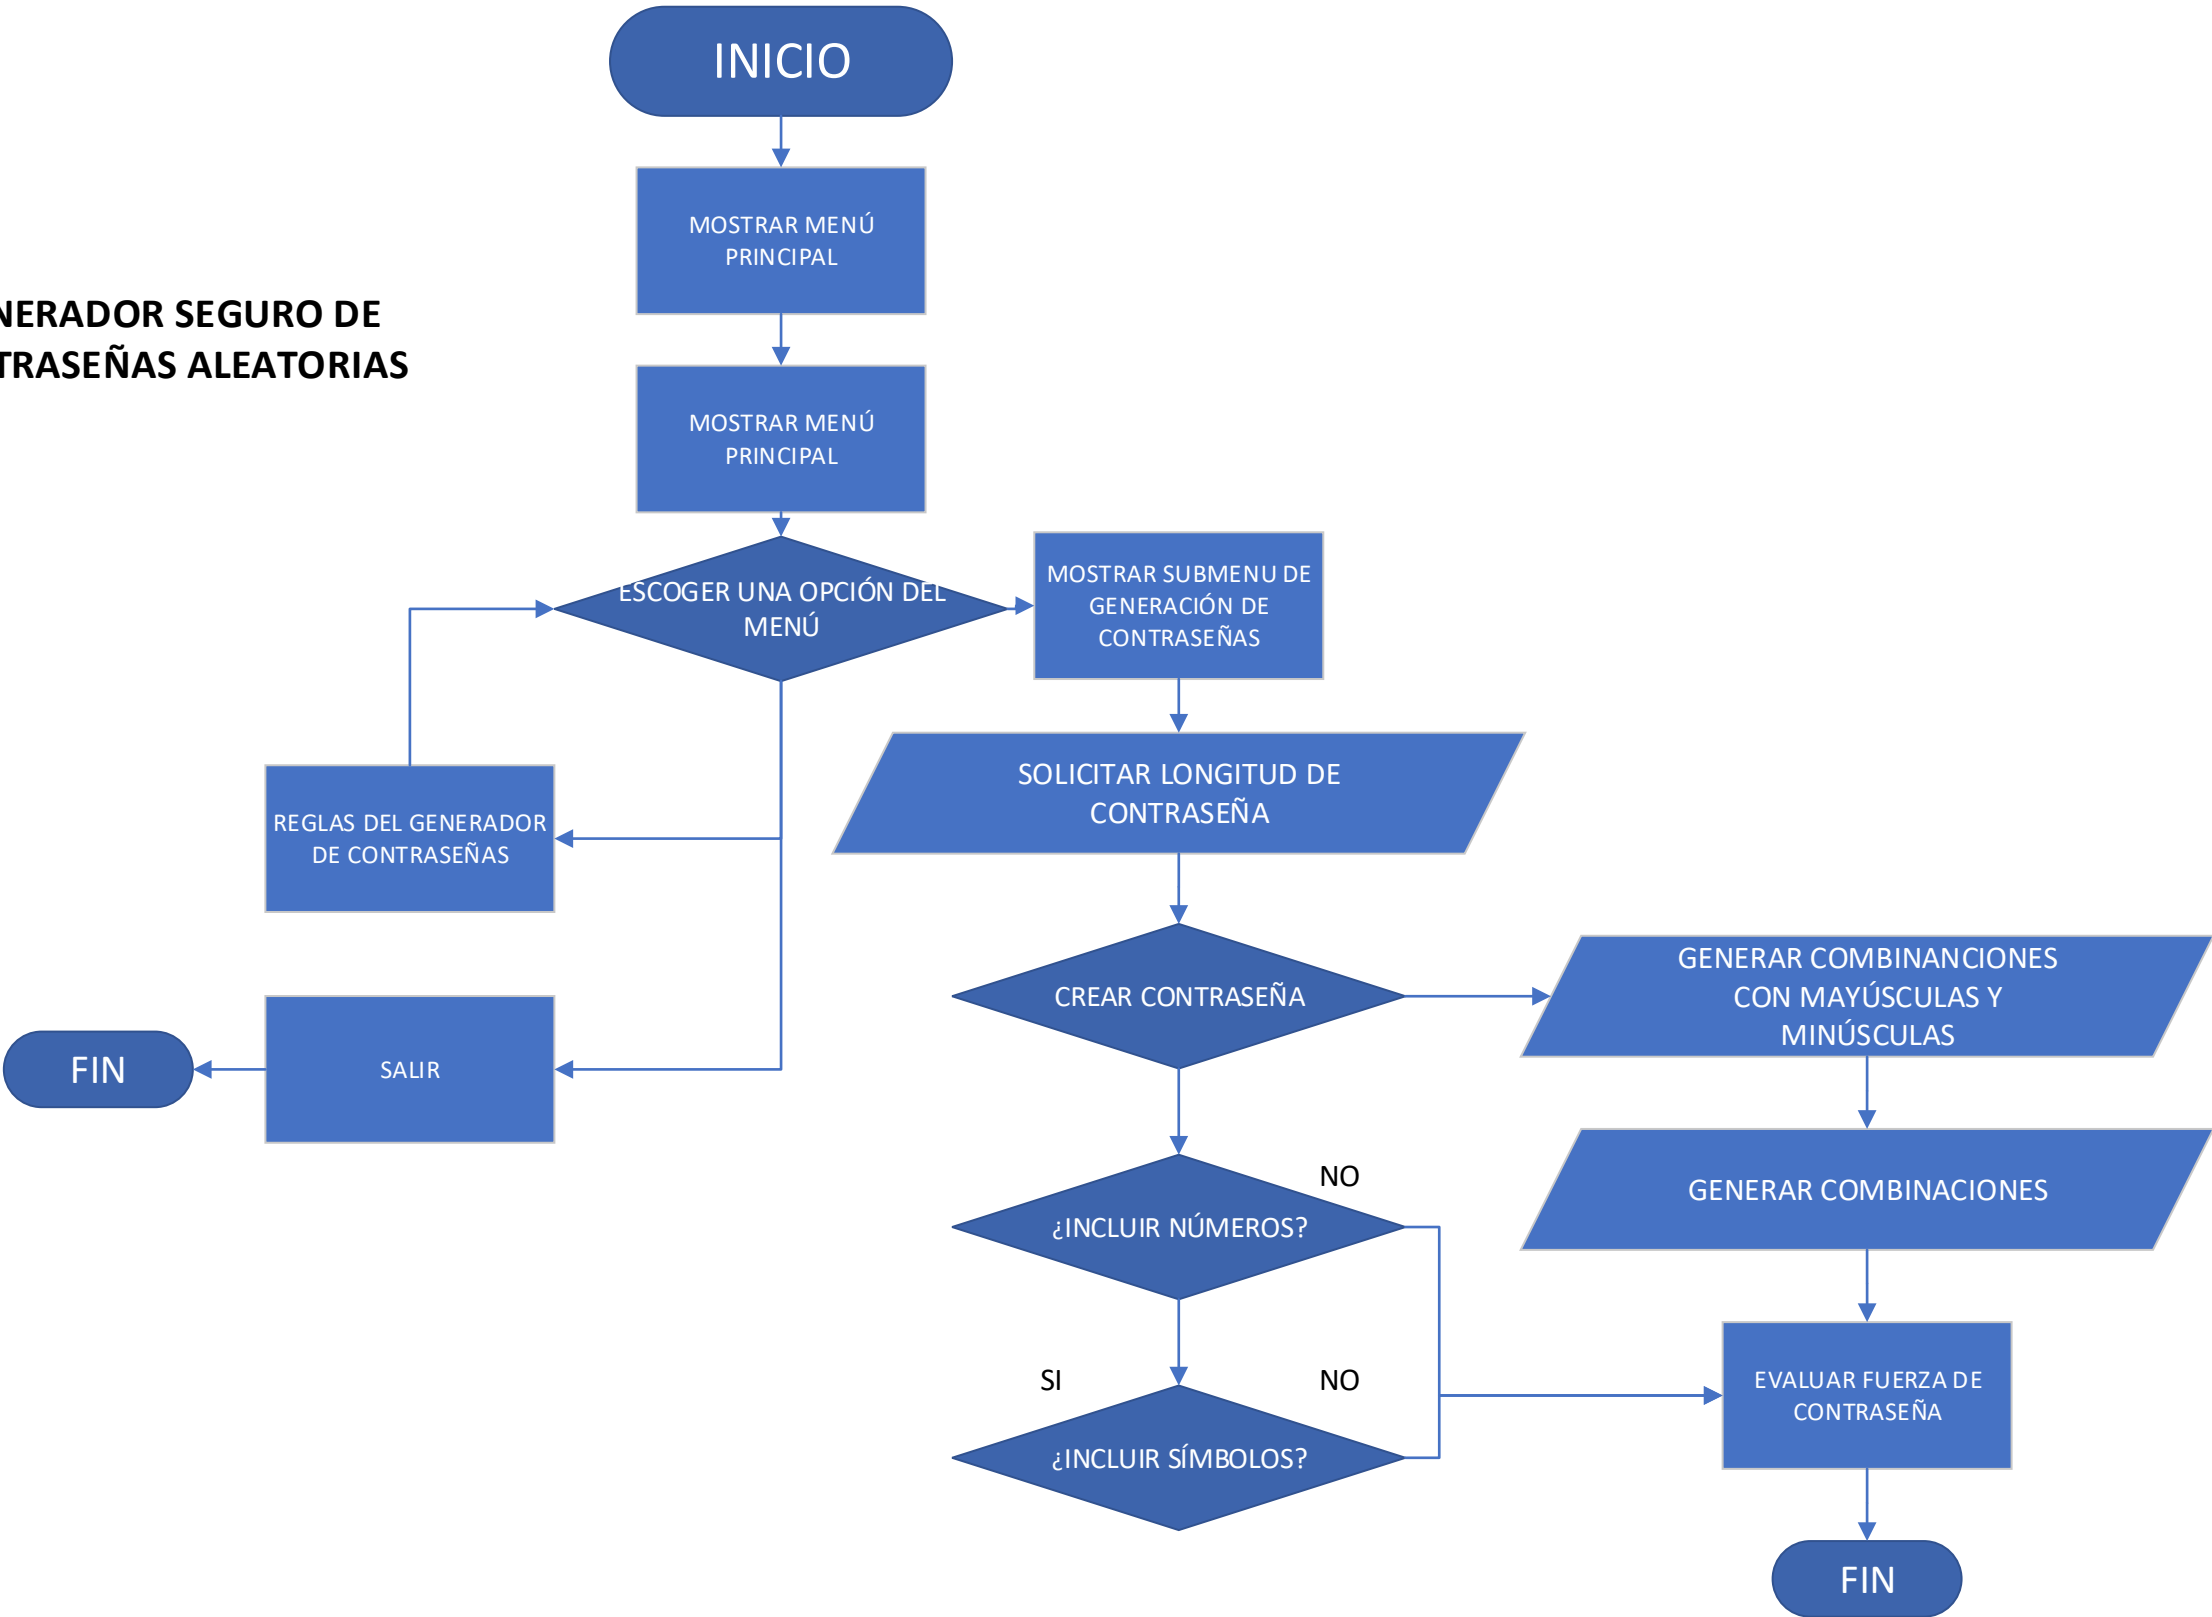 INICIO
MOSTRAR MENÚ
PRINCIPAL
NERADOR SEGURO DE
TRASEÑAS ALEATORIAS
MOSTRAR MENÚ
PRINCIPAL
ESCOGER UNA OPCIÓN DEL
MENÚ
MOSTRAR SUBMENU DE
GENERACIÓN DE
CONTRASEÑAS
SOLICITAR LONGITUD DE
CONTRASEÑA
REGLAS DEL GENERADOR
DE CONTRASEÑAS
CREAR CONTRASEÑA
GENERAR COMBINANCIONES
CON MAYÚSCULAS Y
MINÚSCULAS
FIN
SALIR
NO
¿INCLUIR NÚMEROS?
GENERAR COMBINACIONES
SI
NO
¿INCLUIR SÍMBOLOS?
EVALUAR FUERZA DE
CONTRASEÑA
FIN